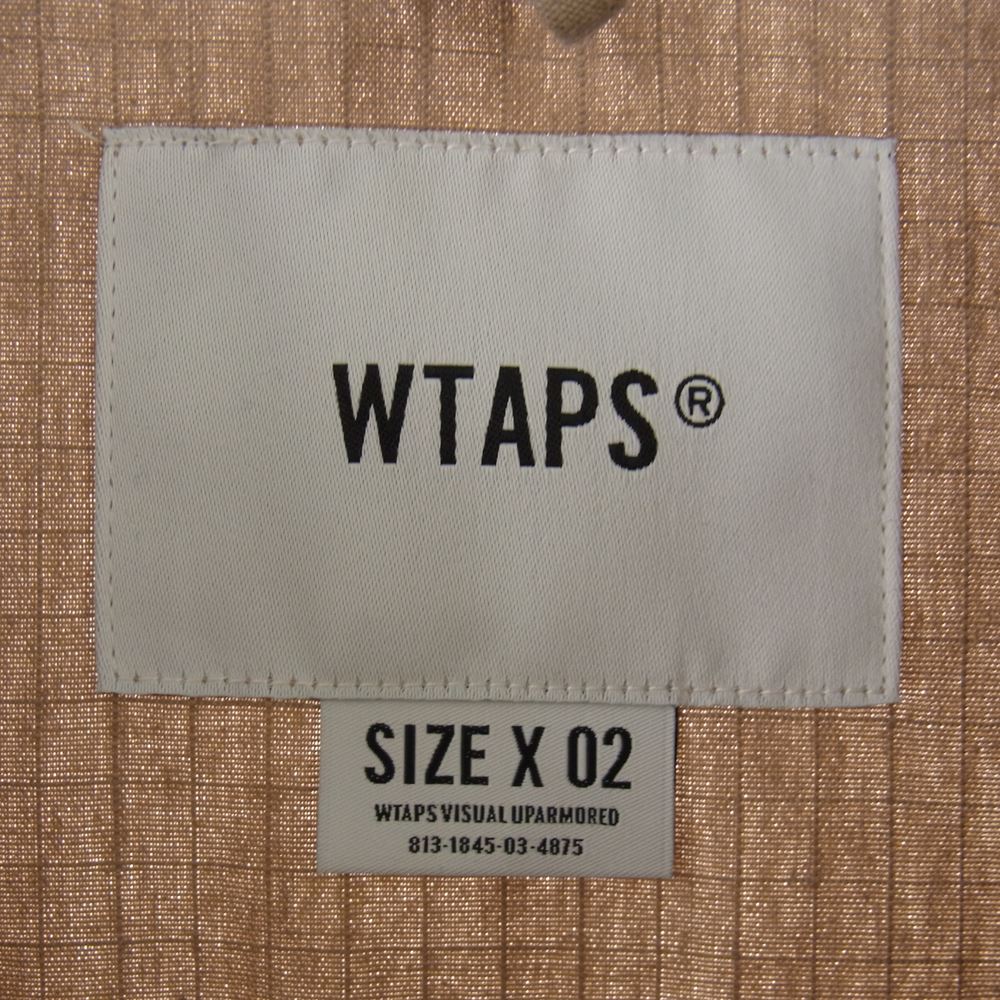 WTAPS®
SIZE X 02
WTAPS VISUAL UPARMORED
813-1845-03-4875